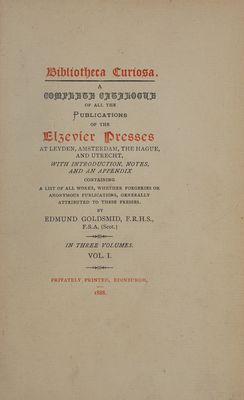 Bibliotheca Curiosa.
A
COMPLETE CATALOGUE
OF ALL THE
PUBLICATIONS
OF THE
Elzevier Presses
AT LEYDEN, AMSTERDAM, THE HAGUE,
AND UTRECHT,
WITH INTRODUCTION, NOTES,
AND AN APPENDIX
CONTAINING
A LIST OF ALL WORKS, WHETHER FORGERIES OR
ANONYMOUS PUBLICATIONS, GENERALLY
ATTRIBUTED TO THESE PRESSES.
BY
EDMUND GOLDSMID, F.R.H.S.,
F.S.A. (Scot.)
IN THREE VOLUMES.
VOL. I.
PRIVATELY PRINTED, EDINBURGH,
1888.